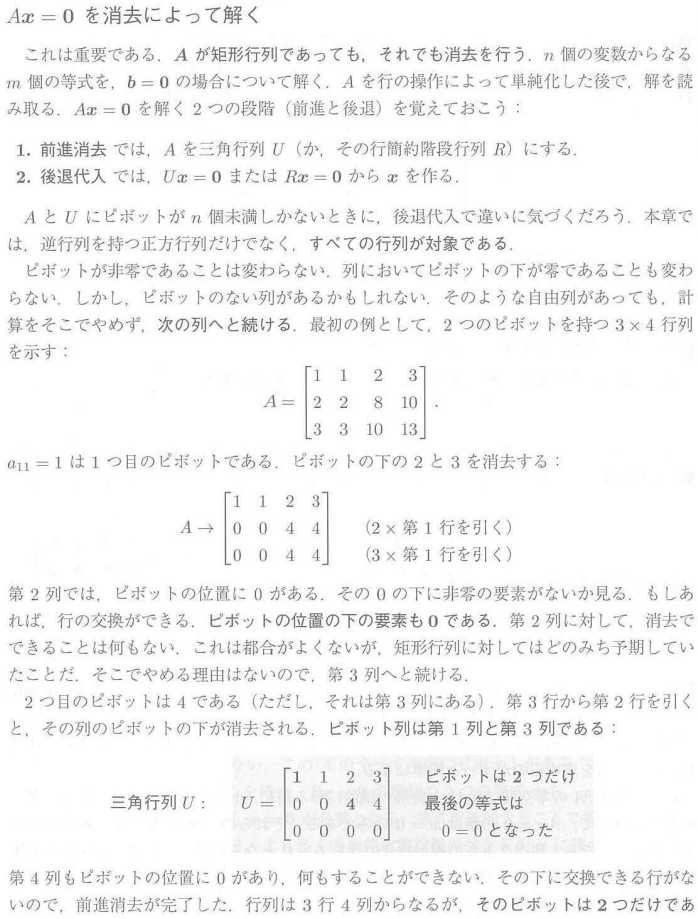 Ax = 0 を消去によって解く
これは重要である．A が矩形行列であっても，それでも消去を行う．n 個の変数からなる
m 個の等式を，b = 0 の場合について解く．A を行の操作によって単純化した後で，解を読
み取る．Ax = 0 を解く 2 つの段階（前進と後退）を覚えておこう：
1. 前進消去 では，A を三角行列 U（か，その行簡約階段行列 R）にする．
2. 後退代入 では，Ux = 0 または Rx = 0 から x を作る．
A と U にピボットが n 個未満しかないときに，後退代入で違いに気づくだろう．本章で
は，逆行列を持つ正方行列だけでなく，すべての行列が対象である．
ピボットが非零であることは変わらない．列においてピボットの下が零であることも変わ
らない．しかし，ピボットのない列があるかもしれない．そのような自由列があっても，計
算をそこでやめず，次の列へと続ける．最初の例として，2 つのピボットを持つ 3 × 4 行列
を示す：
1 1 2 3
A = 2 2 8 10 .
3 3 10 13
a₁₁ = 1 は 1 つ目のピボットである．ピボットの下の 2 と 3 を消去する：
1 1 2 3
A → 0 0 4 4 （2 × 第 1 行を引く）
0 0 4 4 （3 × 第 1 行を引く）
第 2 列では，ピボットの位置に 0 がある．その 0 の下に非零の要素がないか見る．もしあ
れば，行の交換ができる．ピボットの位置の下の要素も 0 である．第 2 列に対して，消去で
できることは何もない．これは都合がよくないが，矩形行列に対してはどのみち予期してい
たことだ．そこでやめる理由はないので，第 3 列へと続ける．
2 つ目のピボットは 4 である（ただし，それは第 3 列にある）．第 3 行から第 2 行を引く
と，その列のピボットの下が消去される．ピボット列は第 1 列と第 3 列である：
1 1 2 3 ピボットは 2 つだけ
三角行列 U： U = 0 0 4 4 最後の等式は
0 0 0 0 0 = 0 となった
第 4 列もピボットの位置に 0 があり，何もすることができない．その下に交換できる行がな
いので，前進消去が完了した．行列は 3 行 4 列からなるが，そのピボットは 2 つだけであ